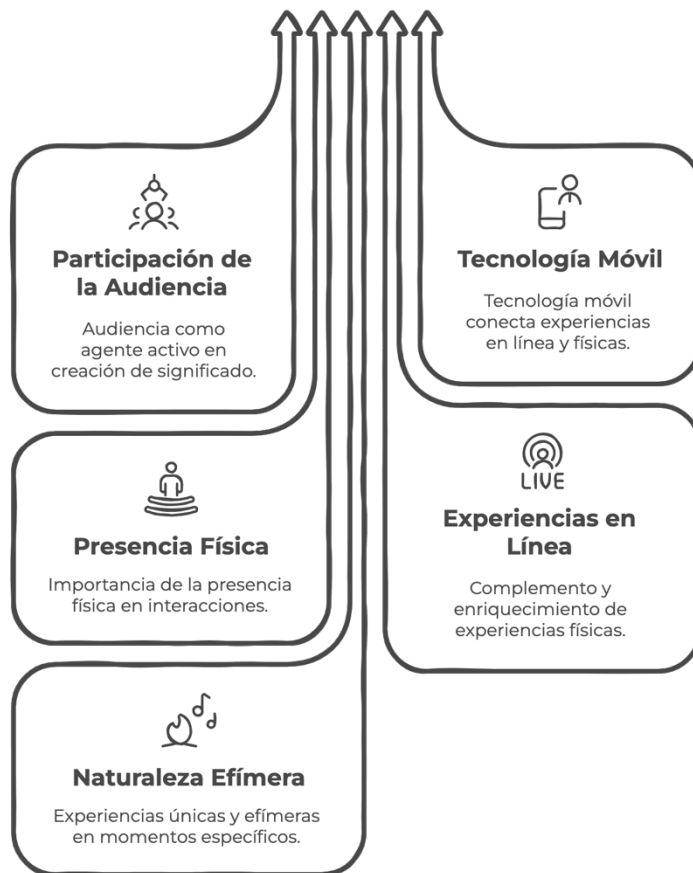 Participación de
la Audiencia
Audiencia como
agente activo en
creación de significado.
Tecnología Móvil
Tecnología móvil
conecta experiencias
en línea y físicas.
Presencia Física
Importancia de la presencia
física en interacciones.
LIVE
Experiencias en
Línea
Complemento y
enriquecimiento de
experiencias físicas.
Naturaleza Efímera
Experiencias únicas y efímeras
en momentos específicos.